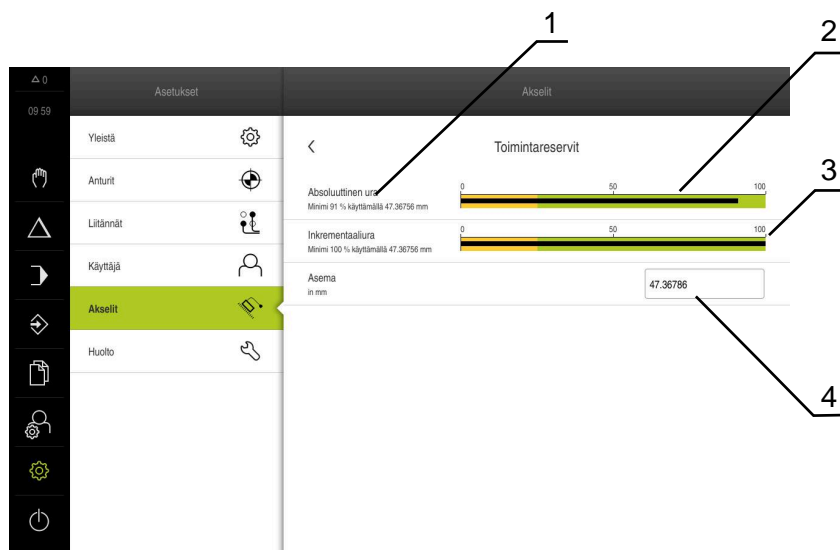 1
2
△ 0
Asetukset
Akselit
09 59
Yleistä
Toimintareservit
Anturit
Absoluuttinen ura
0 50 100
Minimi 91 % käyttämällä 47.36756 mm
3
Liitännät
Inkrementaaliura
0 50 100
Minimi 100 % käyttämällä 47.36756 mm
Käyttäjä
Asema
in mm
47.36786
Akselit
Huolto
4